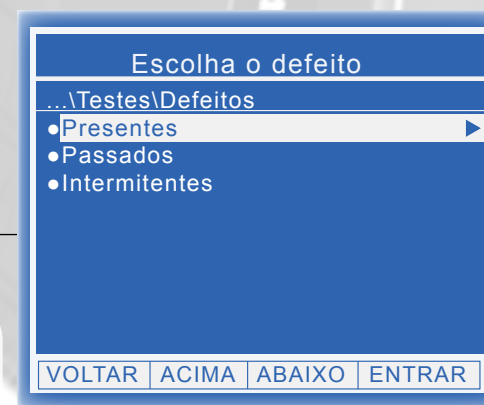 Escolha o defeito
...\Testes\Defeitos
●Presentes ▶
●Passados
●Intermitentes
VOLTAR ACIMA ABAIXO ENTRAR